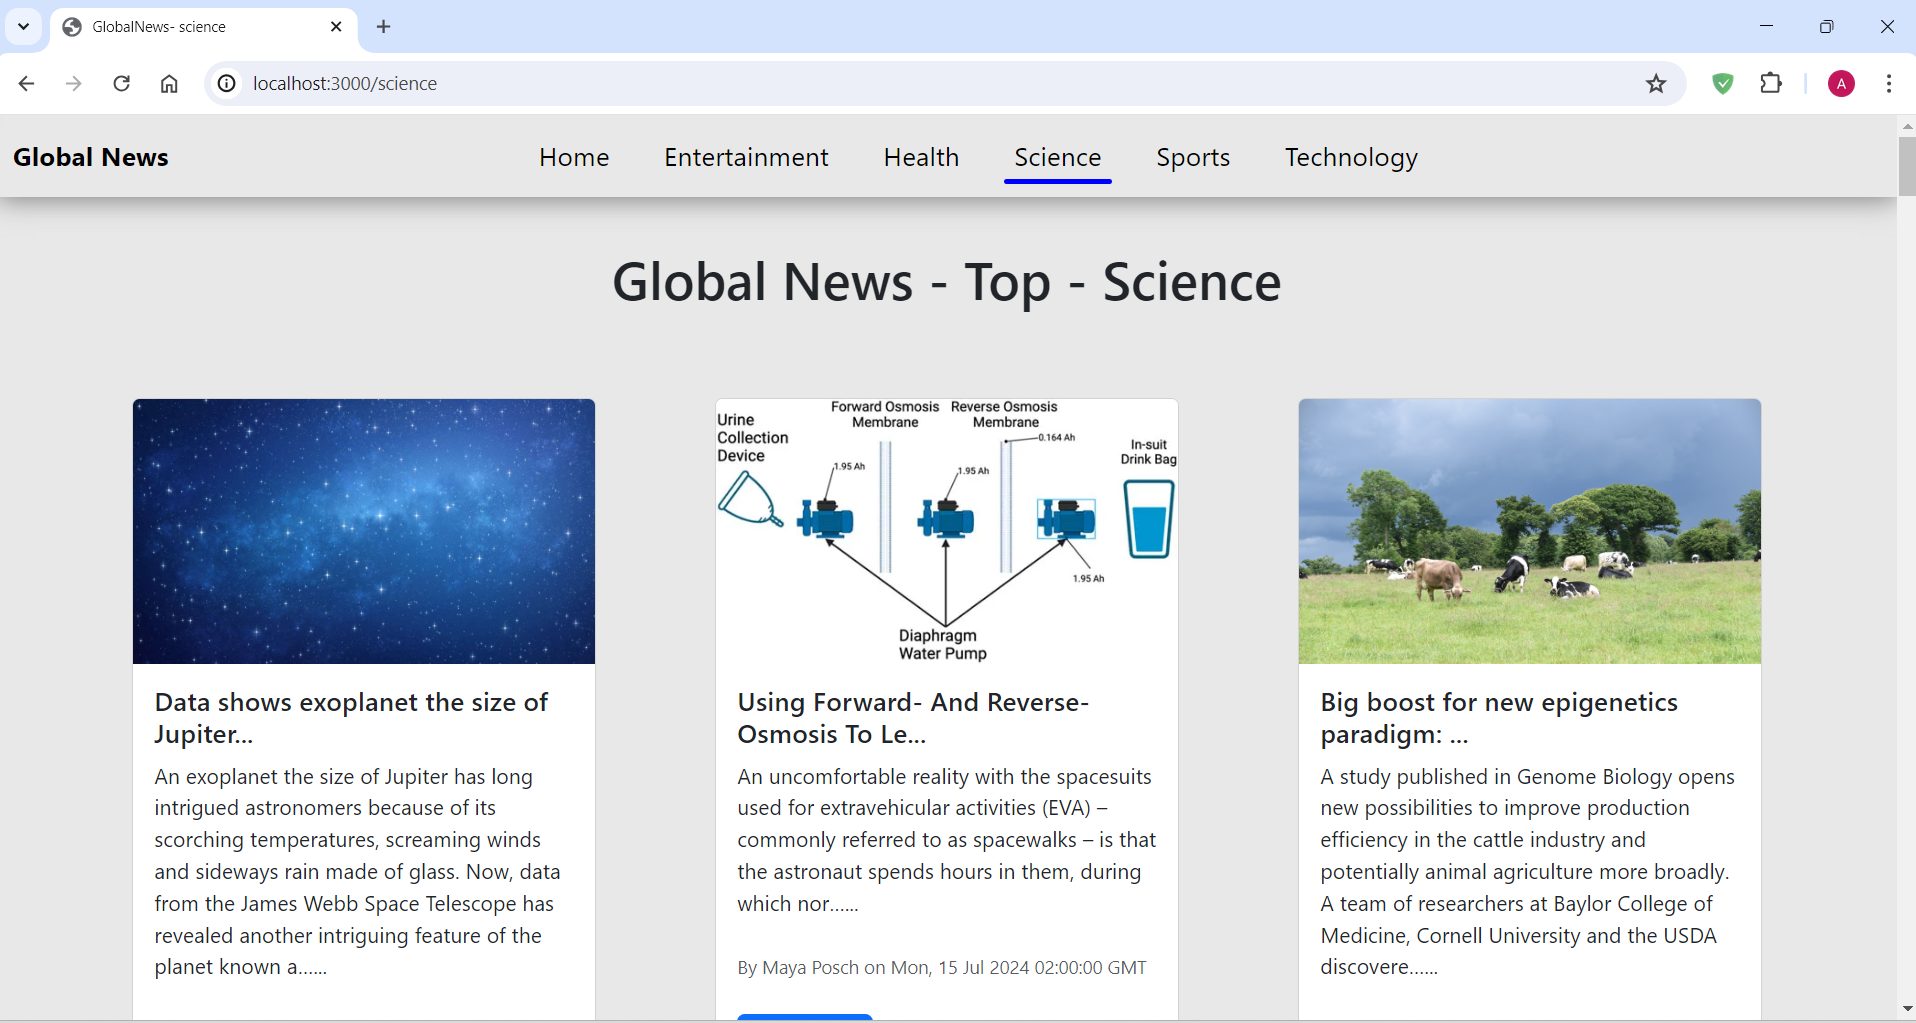 GlobalNews- science
localhost:3000/science
A
Global News
Home Entertainment Health Science Sports Technology
Global News - Top - Science
Data shows exoplanet the size of
Jupiter...
An exoplanet the size of Jupiter has long
intrigued astronomers because of its
scorching temperatures, screaming winds
and sideways rain made of glass. Now, data
from the James Webb Space Telescope has
revealed another intriguing feature of the
planet known a......
Urine
Collection
Device
Forward Osmosis
Membrane
Reverse Osmosis
Membrane
0.164 Ah
In-suit
Drink Bag
1.95 Ah
1.95 Ah
1.95 Ah
Diaphragm
Water Pump
Using Forward- And Reverse-
Osmosis To Le...
An uncomfortable reality with the spacesuits
used for extravehicular activities (EVA) –
commonly referred to as spacewalks – is that
the astronaut spends hours in them, during
which nor......
By Maya Posch on Mon, 15 Jul 2024 02:00:00 GMT
Big boost for new epigenetics
paradigm: ...
A study published in Genome Biology opens
new possibilities to improve production
efficiency in the cattle industry and
potentially animal agriculture more broadly.
A team of researchers at Baylor College of
Medicine, Cornell University and the USDA
discovere......